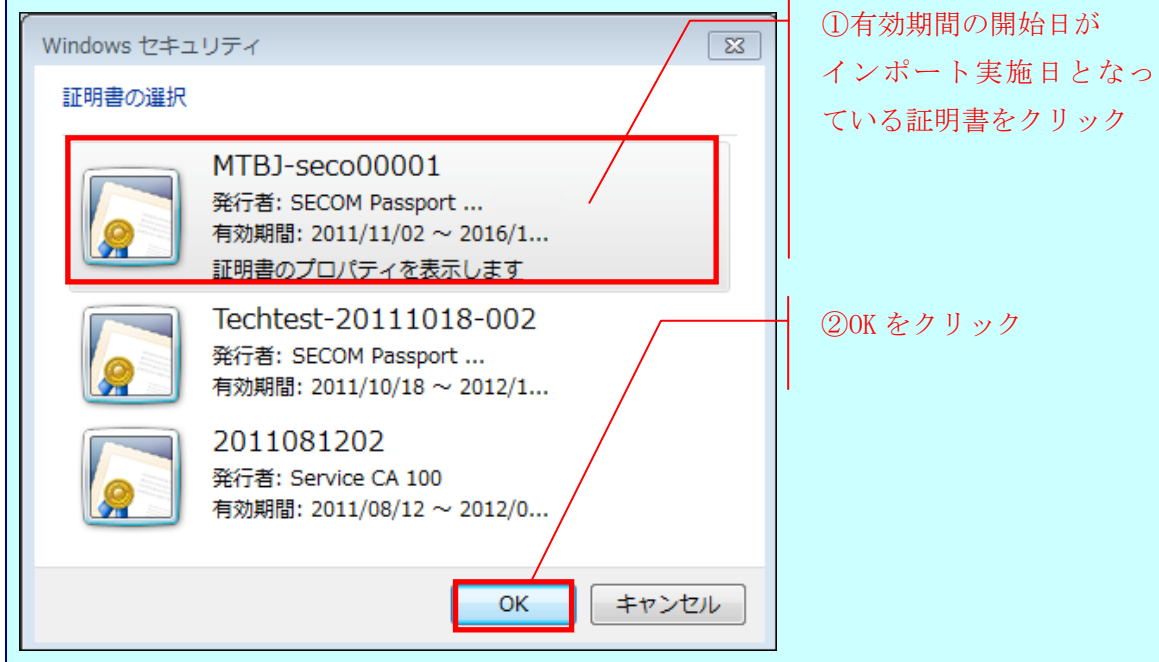 Windows セキュリティ
証明書の選択
MTBJ-seco00001
発行者: SECOM Passport ...
有効期間: 2011/11/02 ～ 2016/1...
証明書のプロパティを表示します
Techtest-20111018-002
発行者: SECOM Passport ...
有効期間: 2011/10/18 ～ 2012/1...
2011081202
発行者: Service CA 100
有効期間: 2011/08/12 ～ 2012/0...
OK
キャンセル
①有効期間の開始日が
インポート実施日となっ
ている証明書をクリック
②OK をクリック